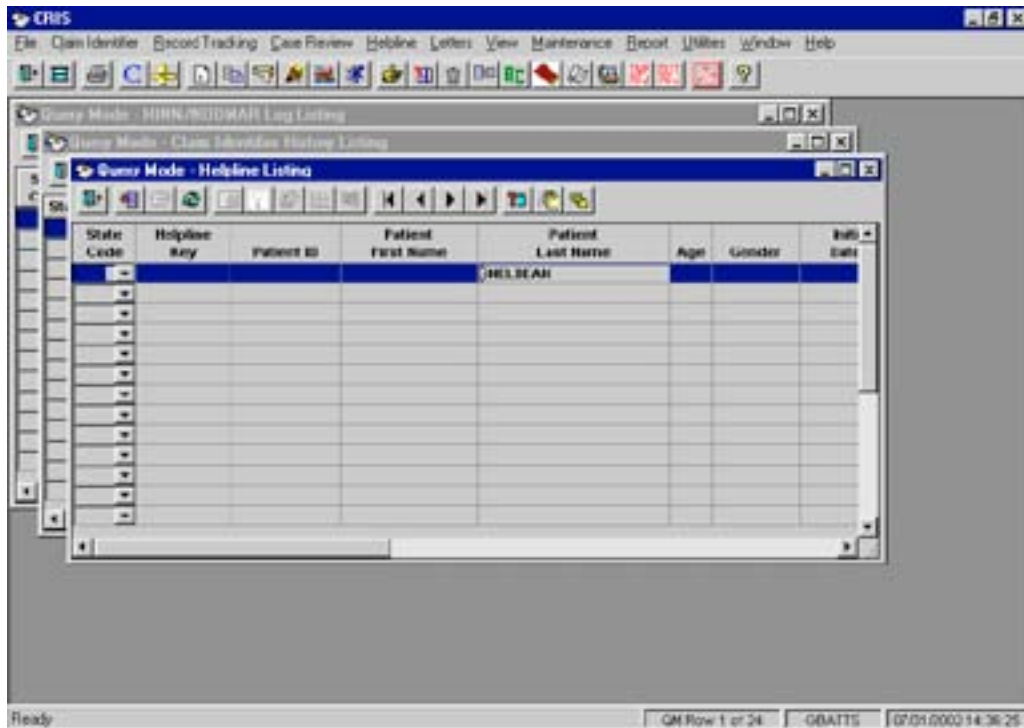 CRIS
File Claim Identifier Record Tracking Case Review Helpline Letters View Maintenance Report Utilities Window Help
Query Mode - HINN/NODMAR Log Listing
Query Mode - Claim Identifier History Listing
Query Mode - Helpline Listing
State Code
Helpline Key
Patient ID
Patient First Name
Patient Last Name
Age
Gender
Ready
QM Row 1 of 24
GBATTS